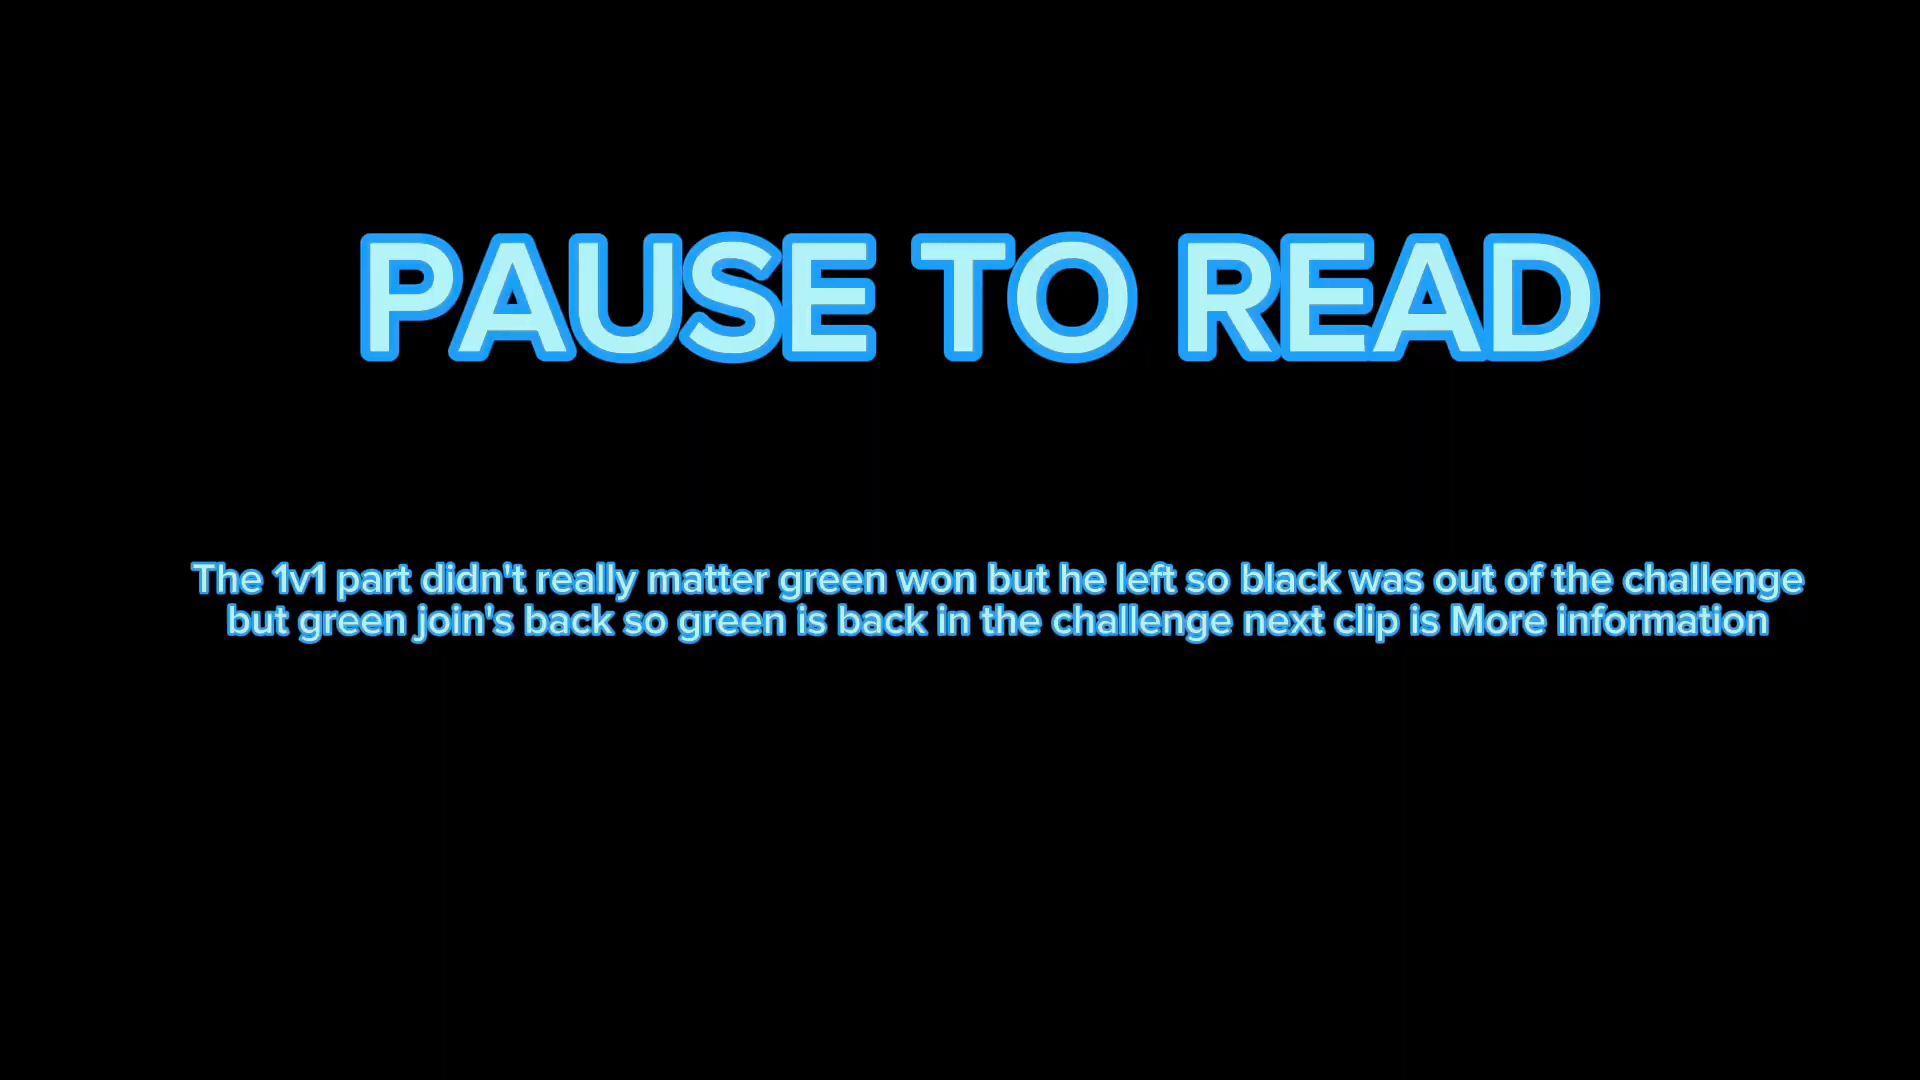 PAUSE TO READ
The 1v1 part didn't really matter green won but he left so black was out of the challenge
but green join's back so green is back in the challenge next clip is More information